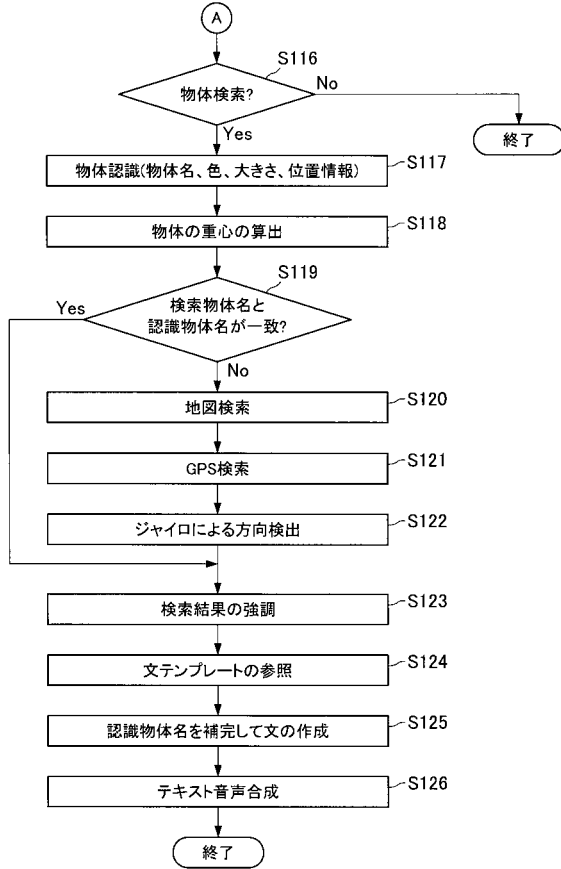 A
S116
物体検索?
No
終了
Yes
物体認識(物体名、色、大きさ、位置情報)
S117
物体の重心の算出
S118
S119
Yes
検索物体名と
認識物体名が一致?
No
地図検索
S120
GPS検索
S121
ジャイロによる方向検出
S122
検索結果の強調
S123
文テンプレートの参照
S124
認識物体名を補完して文の作成
S125
テキスト音声合成
S126
終了